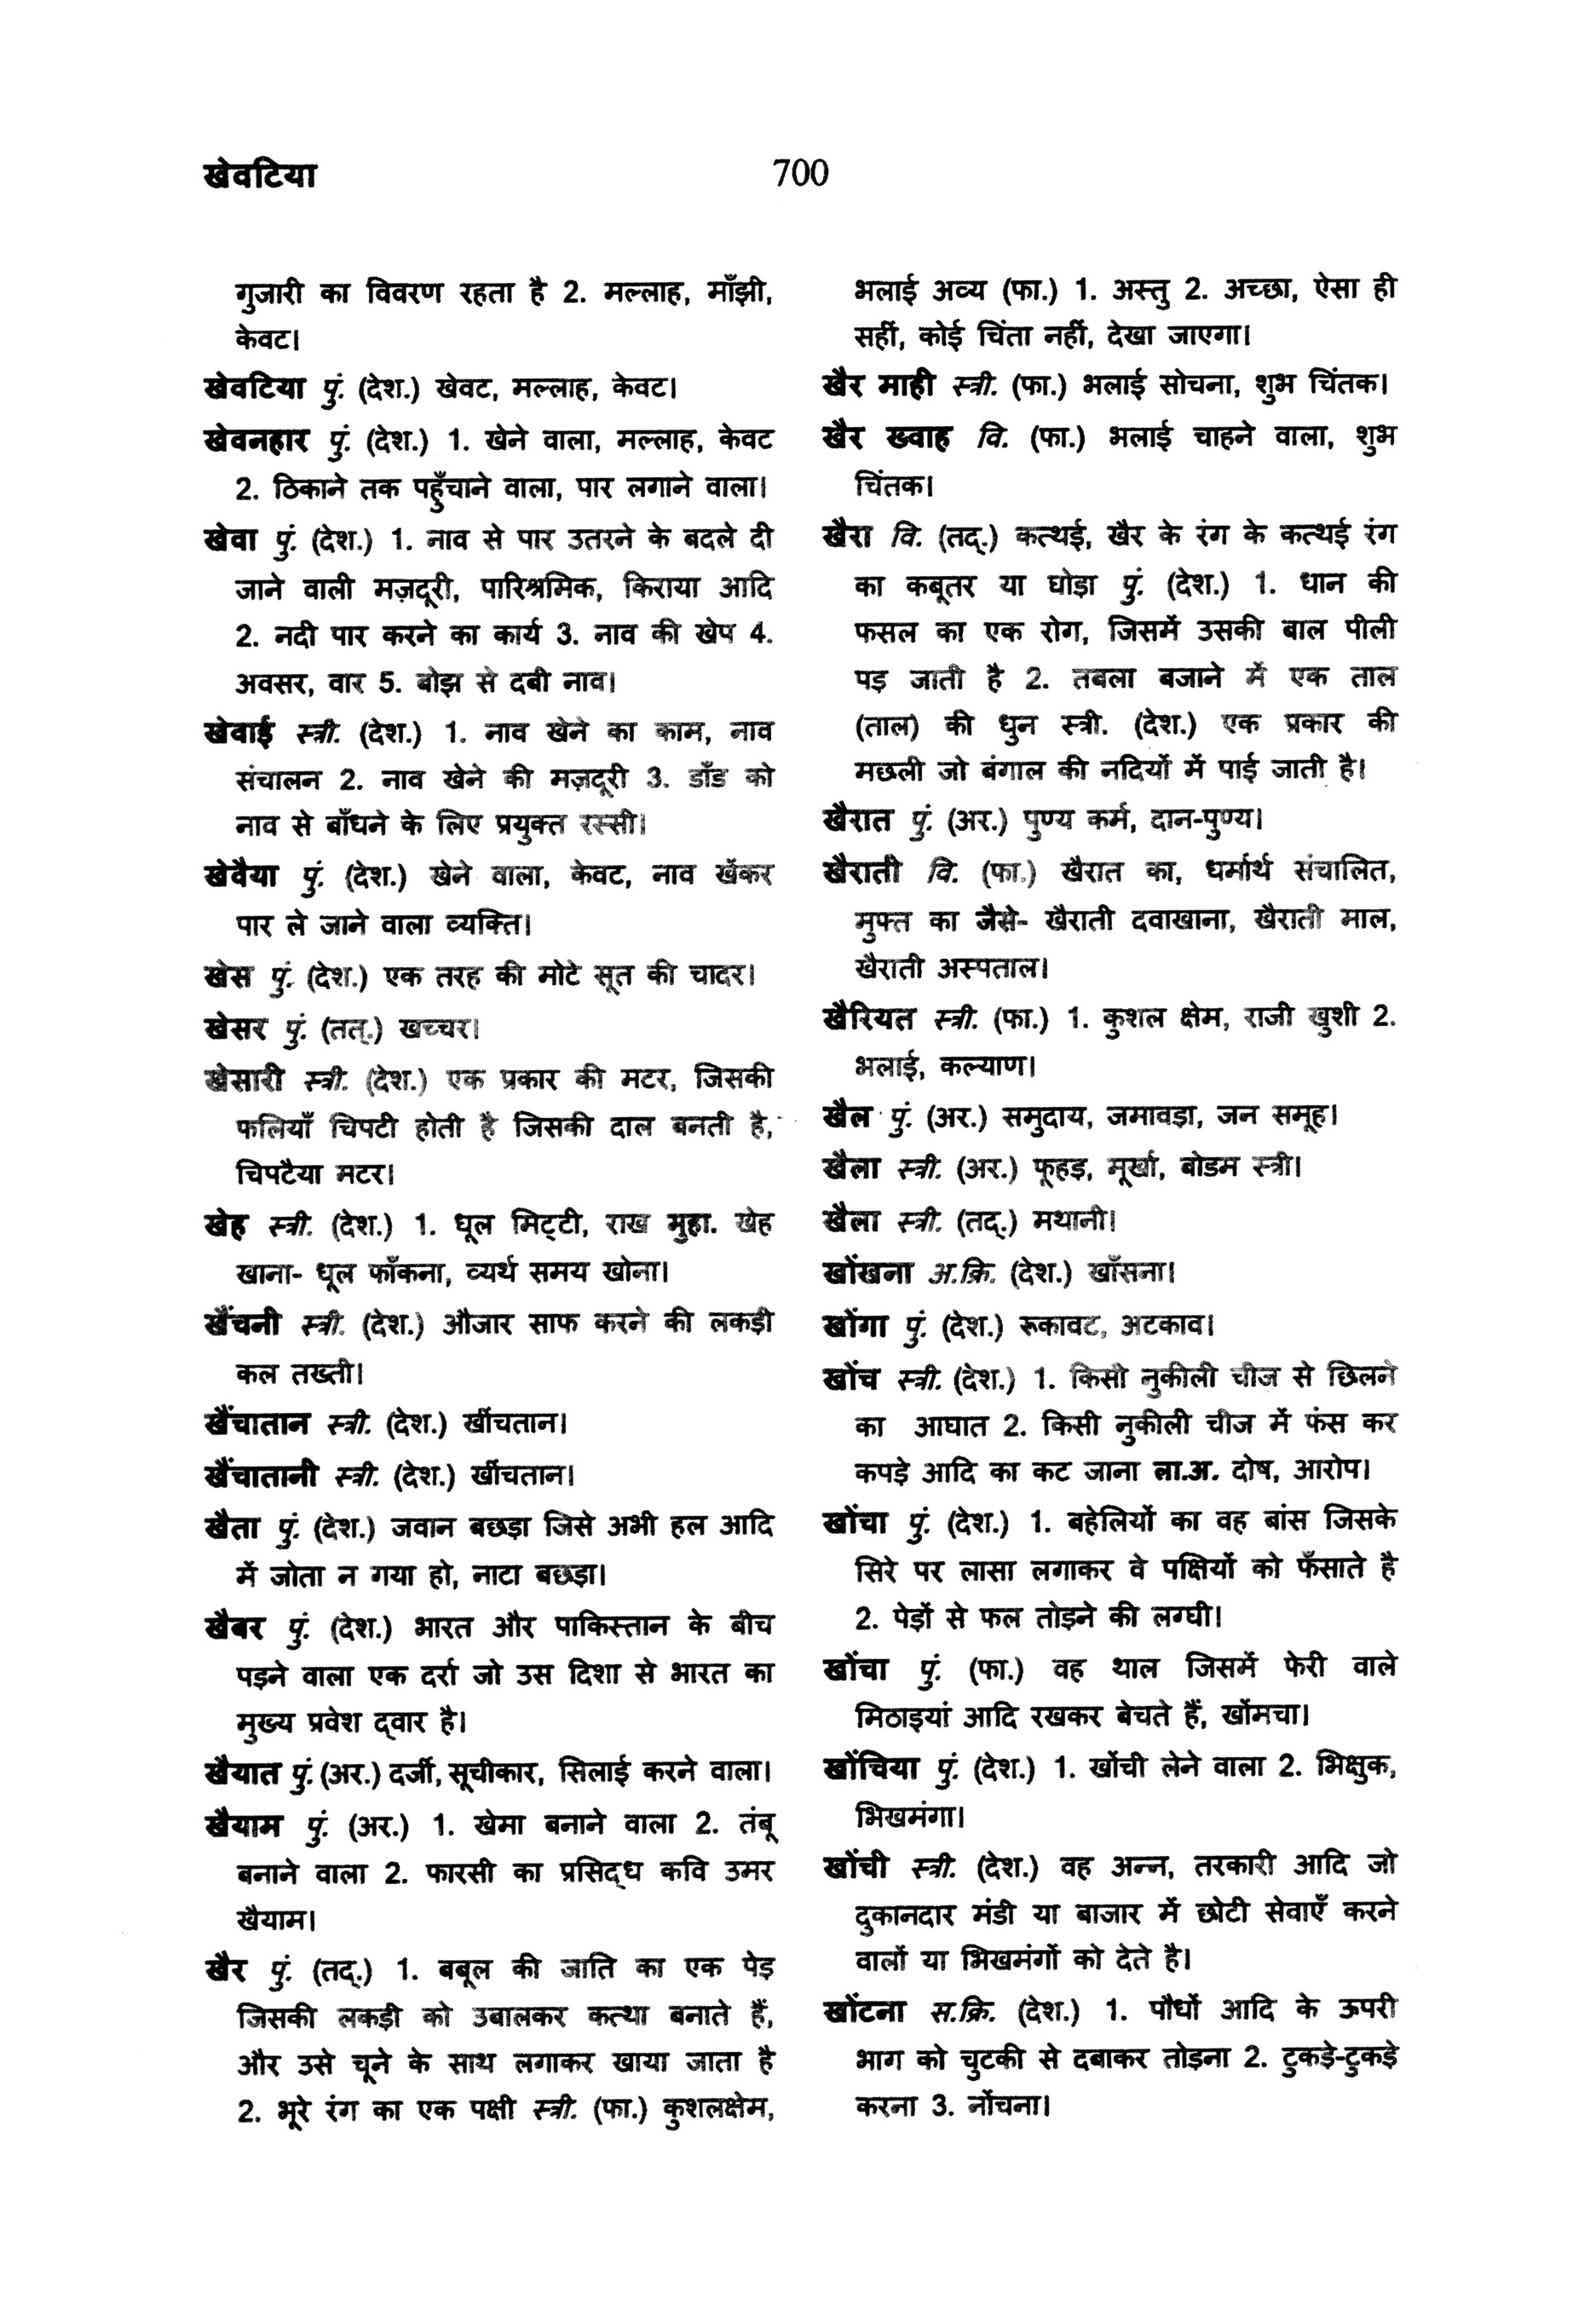 खेवटिया
700
गुजारी का विवरण रहता है 2. मल्लाह, माँझी,
केवट।
खेवटिया पुं. (देश.) खेवट, मल्लाह, केवट।
खेवनहार पुं. (देश.) 1. खेने वाला, मल्लाह, केवट
2. ठिकाने तक पहुँचाने वाला, पार लगाने वाला।
खेवा पुं. (देश.) 1. नाव से पार उतरने के बदले दी
जाने वाली मज़दूरी, पारिश्रमिक, किराया आदि
2. नदी पार करने का कार्य 3. नाव की खेप 4.
अवसर, वार 5. बोझ से दबी नाव।
खेवाई स्त्री. (देश.) 1. नाव खेने का काम, नाव
संचालन 2. नाव खेने की मज़दूरी 3. डाँड को
नाव से बाँधने के लिए प्रयुक्त रस्सी।
खेवैया पुं. (देश.) खेने वाला, केवट, नाव खेंकर
पार ले जाने वाला व्यक्ति।
खेस पुं. (देश.) एक तरह की मोटे सूत की चादर।
खेसर पुं. (तत्.) खच्चर।
खेसारी स्त्री. (देश.) एक प्रकार की मटर, जिसकी
फलियाँ चिपटी होती है जिसकी दाल बनती है,
चिपटैया मटर।
खेह स्त्री. (देश.) 1. धूल मिट्टी, राख मुहा. खेह
खाना- धूल फाँकना, व्यर्थ समय खोना।
खैंचनी स्त्री. (देश.) औजार साफ करने की लकड़ी
कल तख्ती।
खैंचातान स्त्री. (देश.) खींचतान।
खैंचातानी स्त्री. (देश.) खींचतान।
खैता पुं. (देश.) जवान बछड़ा जिसे अभी हल आदि
में जोता न गया हो, नाटा बछड़ा।
खैबर पुं. (देश.) भारत और पाकिस्तान के बीच
पड़ने वाला एक दर्रा जो उस दिशा से भारत का
मुख्य प्रवेश द्वार है।
खैयात पुं. (अर.) दर्जी, सूचीकार, सिलाई करने वाला।
खैयाम पुं. (अर.) 1. खेमा बनाने वाला 2. तंबू
बनाने वाला 2. फारसी का प्रसिद्ध कवि उमर
खैयाम।
खैर पुं. (तद्.) 1. बबूल की जाति का एक पेड़
जिसकी लकड़ी को उबालकर कत्था बनाते हैं,
और उसे चूने के साथ लगाकर खाया जाता है
2. भूरे रंग का एक पक्षी स्त्री. (फा.) कुशलक्षेम,
भलाई अव्य (फा.) 1. अस्तु 2. अच्छा, ऐसा ही
सहीं, कोई चिंता नहीं, देखा जाएगा।
खैर माही स्त्री. (फा.) भलाई सोचना, शुभ चिंतक।
खैर ख्वाह वि. (फा.) भलाई चाहने वाला, शुभ
चिंतक।
खैरा वि. (तद्.) कत्थई, खैर के रंग के कत्थई रंग
का कबूतर या घोड़ा पुं. (देश.) 1. धान की
फसल का एक रोग, जिसमें उसकी बाल पीली
पड़ जाती है 2. तबला बजाने में एक ताल
(ताल) की धुन स्त्री. (देश.) एक प्रकार की
मछली जो बंगाल की नदियों में पाई जाती है।
खैरात पुं. (अर.) पुण्य कर्म, दान-पुण्य।
खैराती वि. (फा.) खैरात का, धर्मार्थ संचालित,
मुफ्त का जैसे- खैराती दवाखाना, खैराती माल,
खैराती अस्पताल।
खैरियत स्त्री. (फा.) 1. कुशल क्षेम, राजी खुशी 2.
भलाई, कल्याण।
खैल पुं. (अर.) समुदाय, जमावड़ा, जन समूह।
खैला स्त्री. (अर.) फूहड़, मूर्खा, बोडम स्त्री।
खैला स्त्री. (तद्.) मथानी।
खोंखना अ.क्रि. (देश.) खाँसना।
खोंगा पुं. (देश.) रूकावट, अटकाव।
खोंच स्त्री. (देश.) 1. किसी नुकीली चीज से छिलने
का आघात 2. किसी नुकीली चीज में फंस कर
कपड़े आदि का कट जाना ला.अ. दोष, आरोप।
खोंचा पुं. (देश.) 1. बहेलियों का वह बांस जिसके
सिरे पर लासा लगाकर वे पक्षियों को फँसाते है
2. पेड़ों से फल तोड़ने की लग्घी।
खोंचा पुं. (फा.) वह थाल जिसमें फेरी वाले
मिठाइयां आदि रखकर बेचते हैं, खोंमचा।
खोंचिया पुं. (देश.) 1. खोंची लेने वाला 2. भिक्षुक,
भिखमंगा।
खोंची स्त्री. (देश.) वह अन्न, तरकारी आदि जो
दुकानदार मंडी या बाजार में छोटी सेवाएँ करने
वालों या भिखमंगों को देते है।
खोंटना स.क्रि. (देश.) 1. पौधों आदि के ऊपरी
भाग को चुटकी से दबाकर तोड़ना 2. टुकड़े-टुकड़े
करना 3. नोंचना।